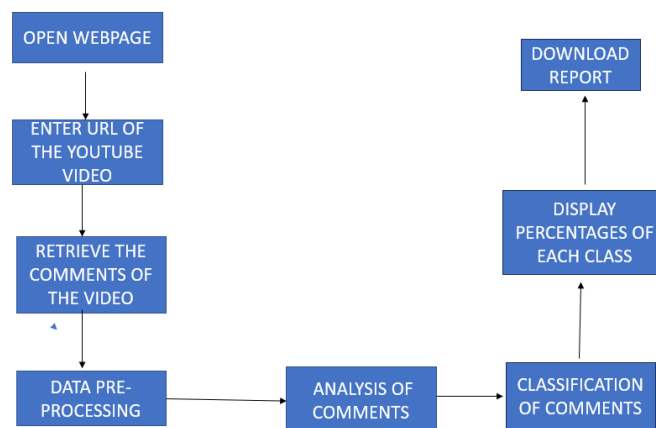 OPEN WEBPAGE
ENTER URL OF
THE YOUTUBE
VIDEO
RETRIEVE THE
COMMENTS OF
THE VIDEO
DATA PRE-
PROCESSING
ANALYSIS OF
COMMENTS
CLASSIFICATION
OF COMMENTS
DISPLAY
PERCENTAGES OF
EACH CLASS
DOWNLOAD
REPORT